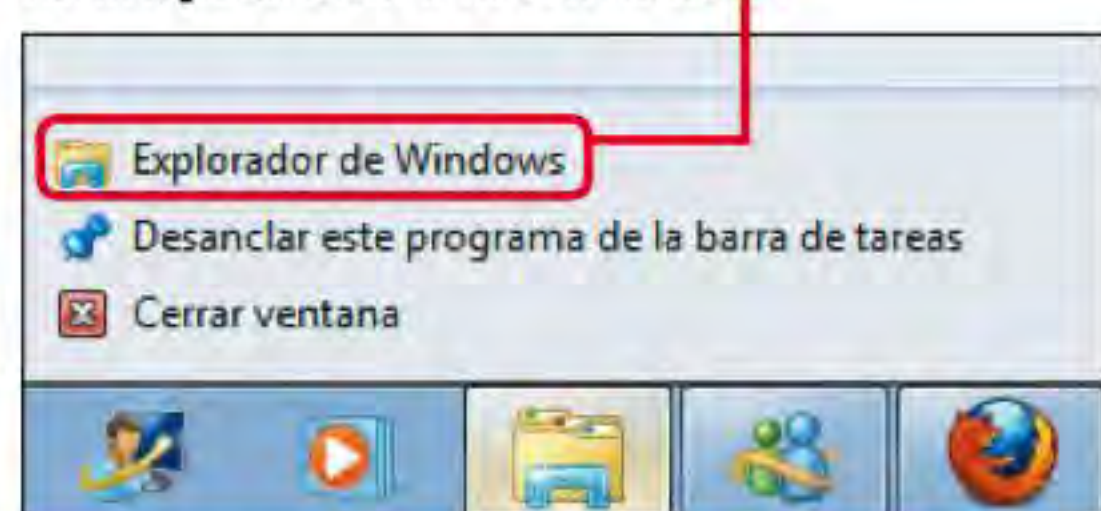 Explorador de Windows
Desanclar este programa de la barra de tareas
Cerrar ventana